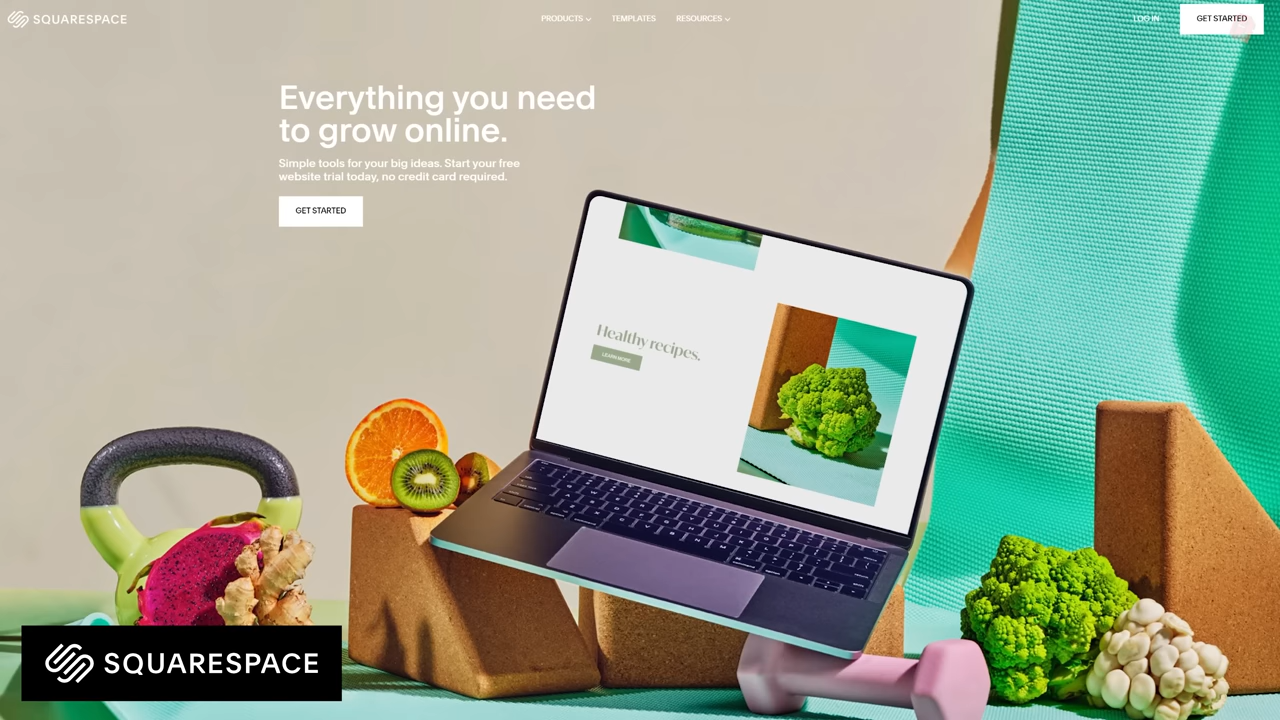 SQUARESPACE
PRODUCTS
TEMPLATES
RESOURCES
LOG IN
GET STARTED
Everything you need
to grow online.
Simple tools for your big ideas. Start your free
website trial today, no credit card required.
GET STARTED
Healthy recipes.
LEARN MORE
SQUARESPACE